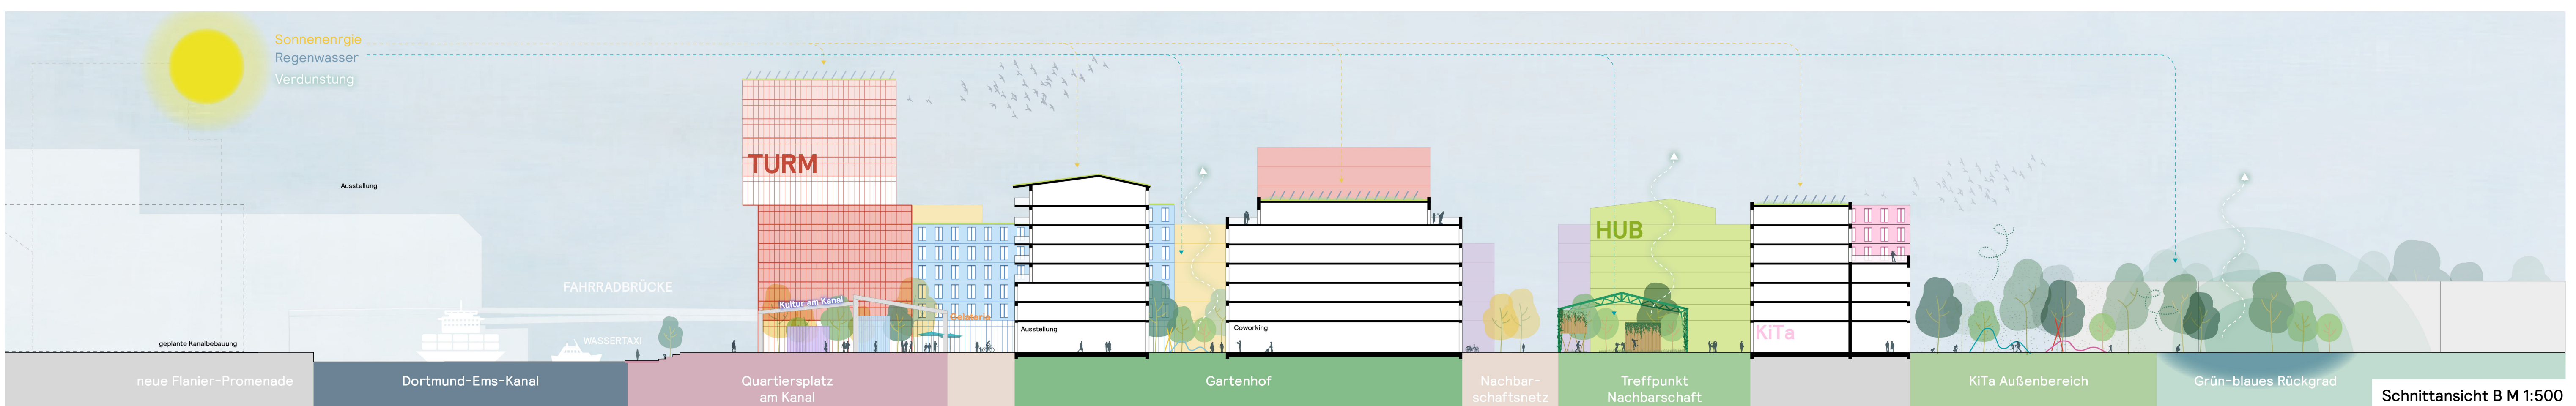 Sonnenenrgie
Regenwasser
Verdunstung
TURM
Ausstellung
HUB
FAHRRADBRÜCKE
Kultur am Kanal
Galalerie
Ausstellung
Coworking
KiTa
WASSERTAXI
geplante Kanalbebauung
neue Flanier-Promenade
Dortmund-Ems-Kanal
Quartiersplatz
am Kanal
Gartenhof
Nachbar-
schaftsnetz
Treffpunkt
Nachbarschaft
KiTa Außenbereich
Grün-blaues Rückgrad
Schnittansicht B M 1:500